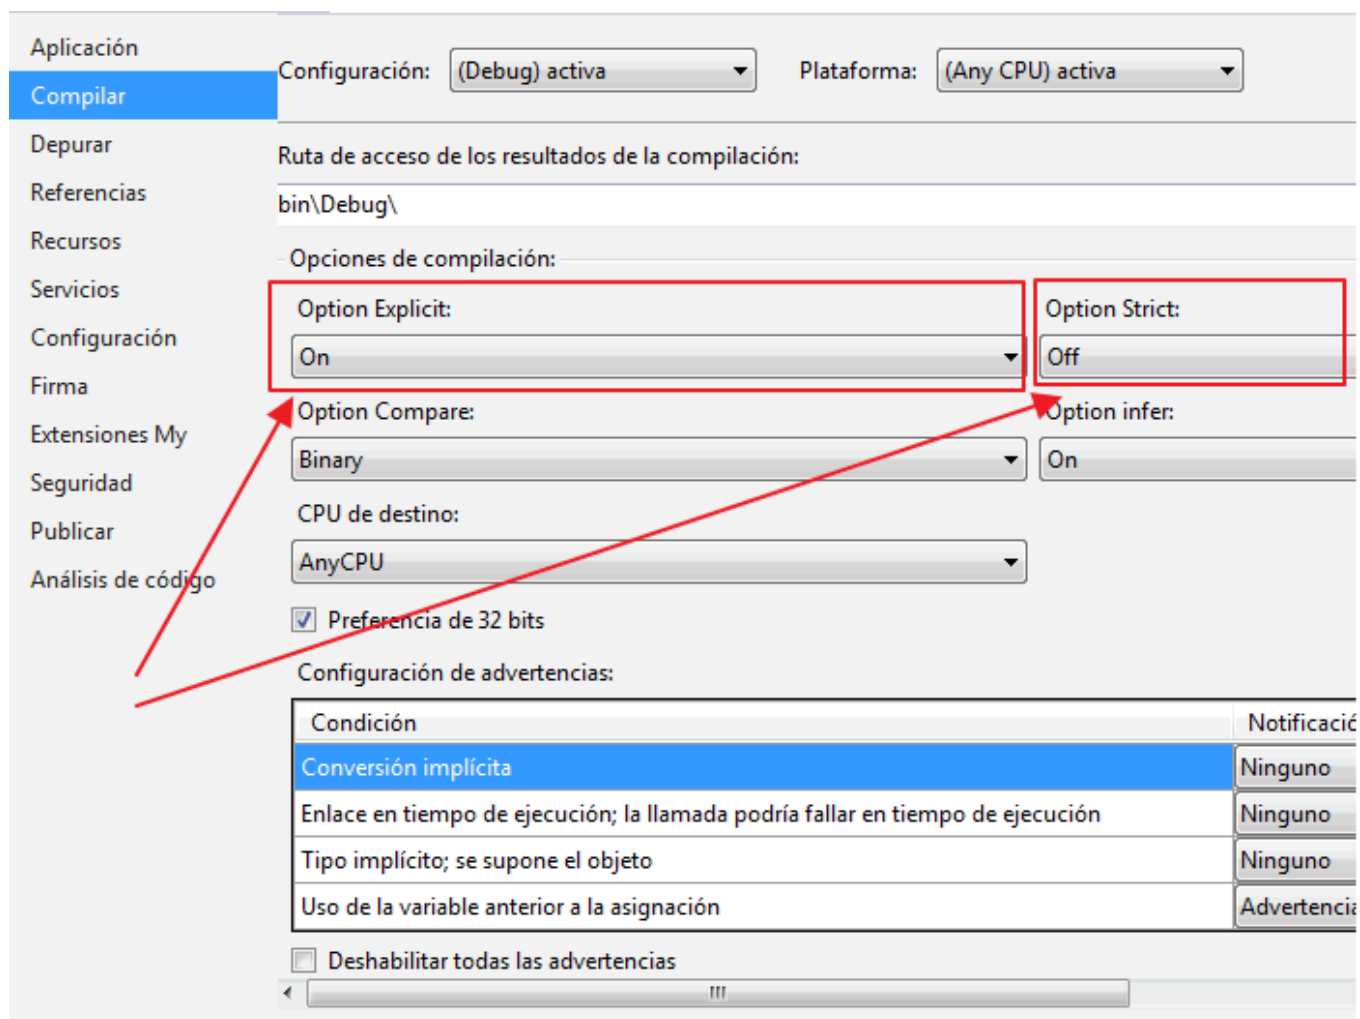 Aplicación
Compilar
Depurar
Referencias
Recursos
Servicios
Configuración
Firma
Extensiones My
Seguridad
Publicar
Análisis de código
Configuración: (Debug) activa Plataforma: (Any CPU) activa
Ruta de acceso de los resultados de la compilación:
bin\Debug\
Opciones de compilación:
Option Explicit: Option Strict:
On Off
Option Compare: Option infer:
Binary On
CPU de destino:
AnyCPU
Preferencia de 32 bits
Configuración de advertencias:
Condición Notificació
Conversión implícita Ninguno
Enlace en tiempo de ejecución; la llamada podría fallar en tiempo de ejecución Ninguno
Tipo implícito; se supone el objeto Ninguno
Uso de la variable anterior a la asignación Advertencia
Deshabilitar todas las advertencias